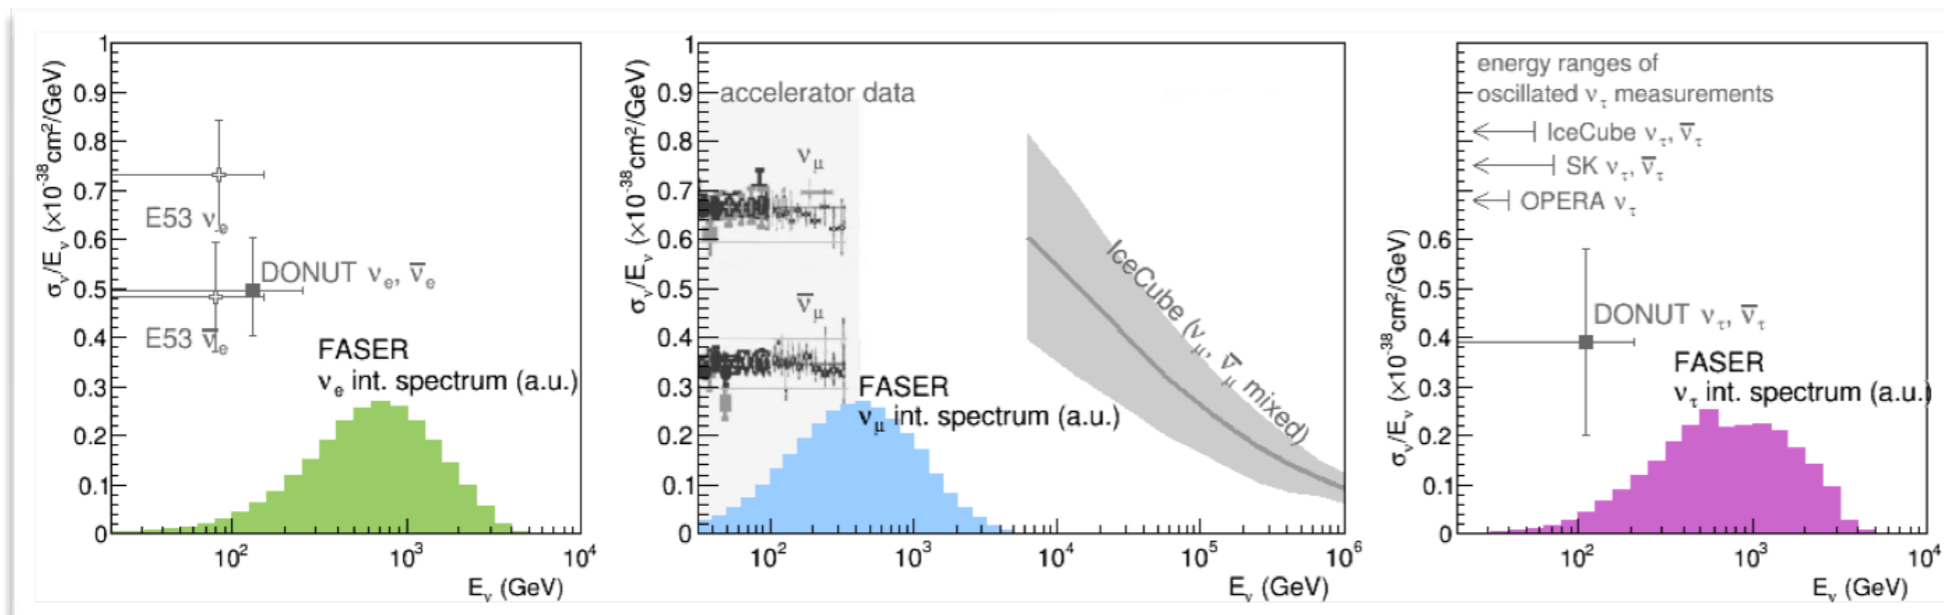 σν/Eν (×10⁻³⁸cm²/GeV)
1
0.9
0.8
0.7
0.6
0.5
0.4
0.3
0.2
0.1
0
E53 νe
DONUT νe, ν̅e
E53 ν̅e
FASER
νe int. spectrum (a.u.)
10²
10³
10⁴
Eν (GeV)
σν/Eν (×10⁻³⁸cm²/GeV)
1
0.9
0.8
0.7
0.6
0.5
0.4
0.3
0.2
0.1
0
accelerator data
νμ
ν̅μ
IceCube (νμ, ν̅μ mixed)
FASER
νμ int. spectrum (a.u.)
10²
10³
10⁴
10⁵
10⁶
Eν (GeV)
energy ranges of
oscillated ντ measurements
IceCube ντ, ν̅τ
SK ντ, ν̅τ
OPERA ντ
σν/Eν (×10⁻³⁸cm²/GeV)
0.6
0.5
0.4
0.3
0.2
0.1
0
DONUT ντ, ν̅τ
FASER
ντ int. spectrum (a.u.)
10²
10³
10⁴
Eν (GeV)